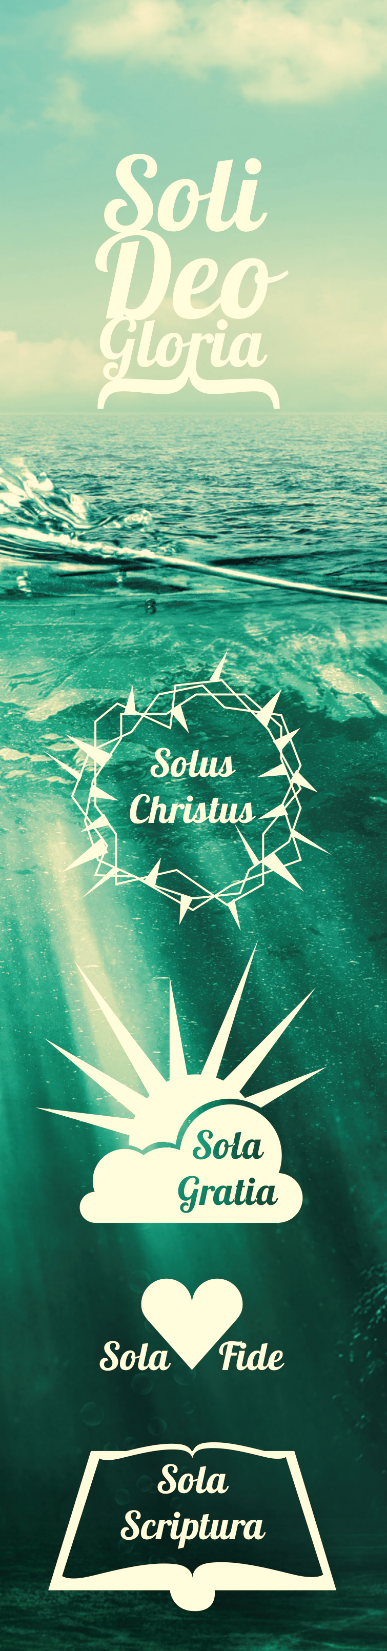 Soli
Deo
Gloria
Solus
Christus
Sola
Gratia
Sola Fide
Sola
Scriptura